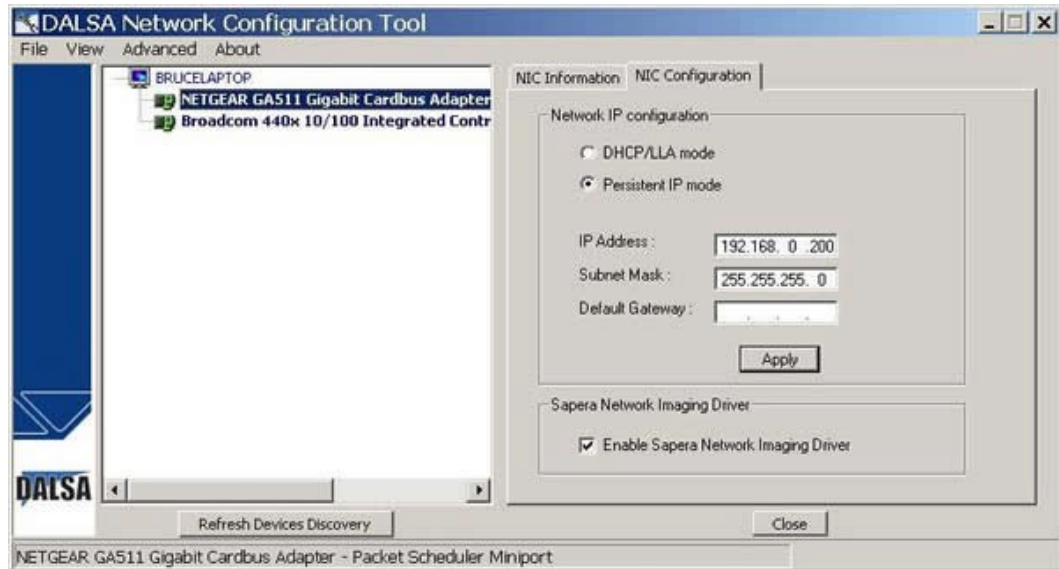 DALSA Network Configuration Tool
File View Advanced About
BRUCELAPTOP
NETGEAR GA511 Gigabit Cardbus Adapter
Broadcom 440x 10/100 Integrated Contr
NIC Information NIC Configuration
Network IP configuration
DHCP/LLA mode
Persistent IP mode
IP Address : 192.168. 0 .200
Subnet Mask : 255.255.255. 0
Default Gateway : . . .
Apply
Sapera Network Imaging Driver
Enable Sapera Network Imaging Driver
DALSA
Refresh Devices Discovery
Close
NETGEAR GA511 Gigabit Cardbus Adapter - Packet Scheduler Miniport